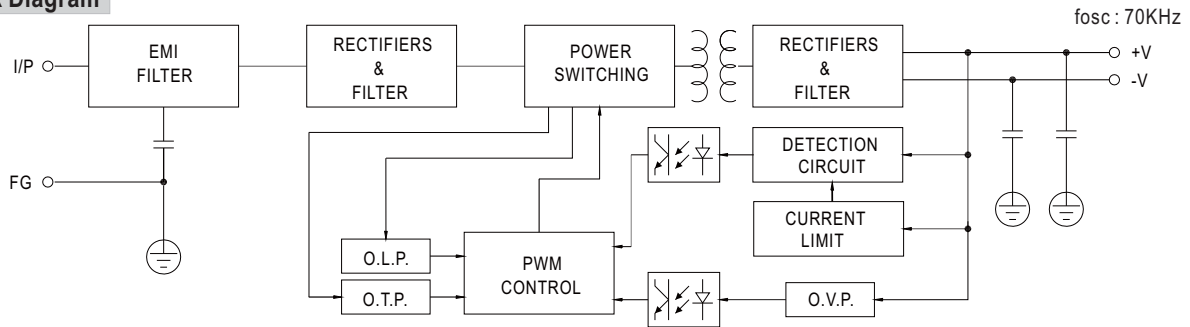 Diagram
fosc : 70KHz
I/P
EMI
FILTER
RECTIFIERS
&
FILTER
POWER
SWITCHING
RECTIFIERS
&
FILTER
+V
-V
FG
DETECTION
CIRCUIT
CURRENT
LIMIT
O.L.P.
O.T.P.
PWM
CONTROL
O.V.P.